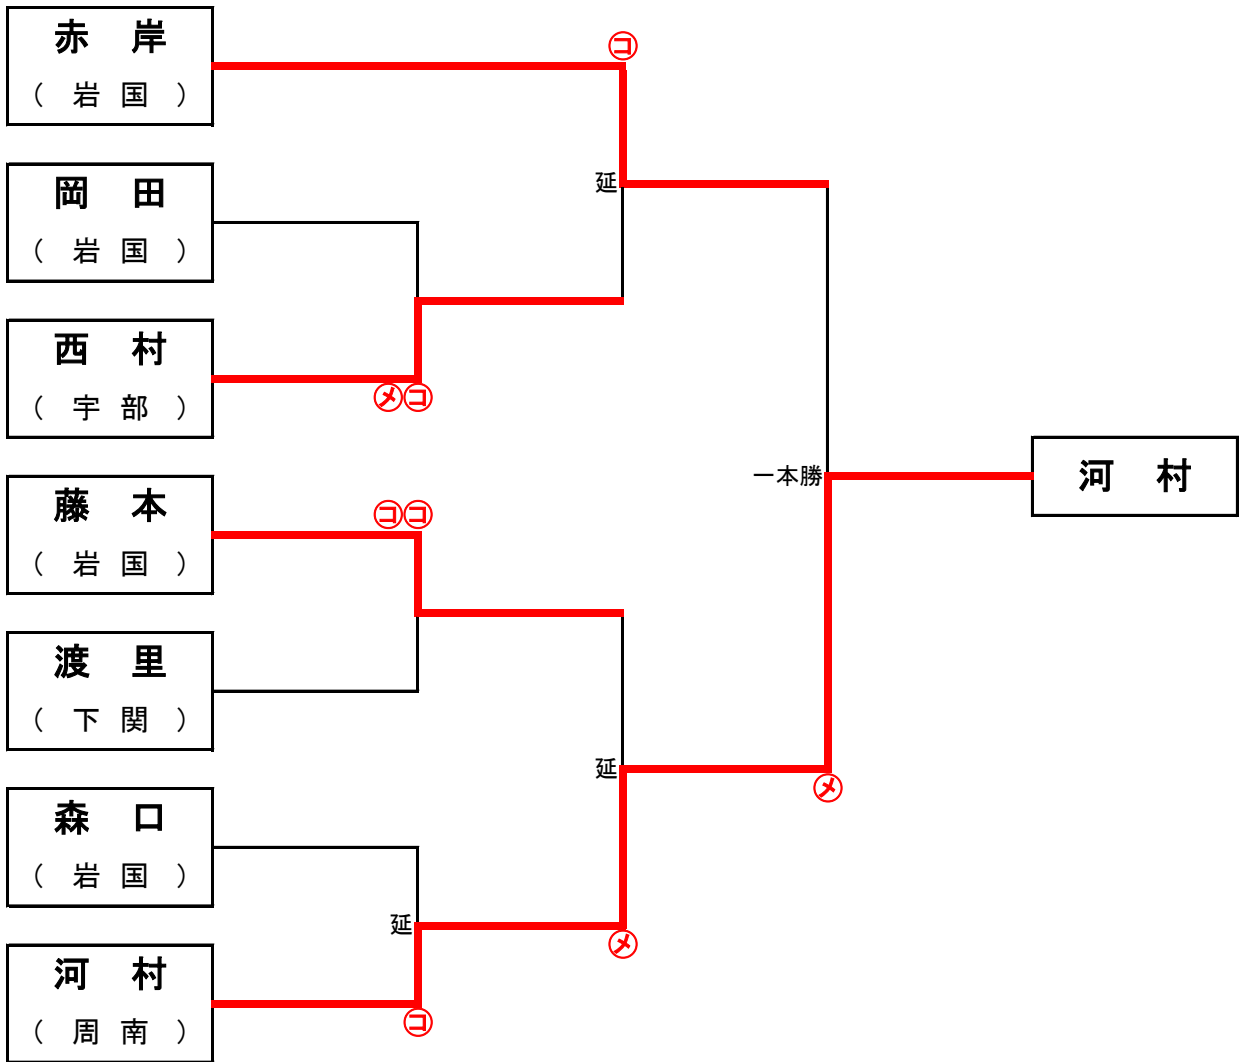 赤 岸
（ 岩 国 ）
岡 田
（ 岩 国 ）
西 村
（ 宇 部 ）
藤 本
（ 岩 国 ）
渡 里
（ 下 関 ）
森 口
（ 岩 国 ）
河 村
（ 周 南 ）
コ
延
メコ
ココ
延
コ
延
メ
一本勝
メ
河 村